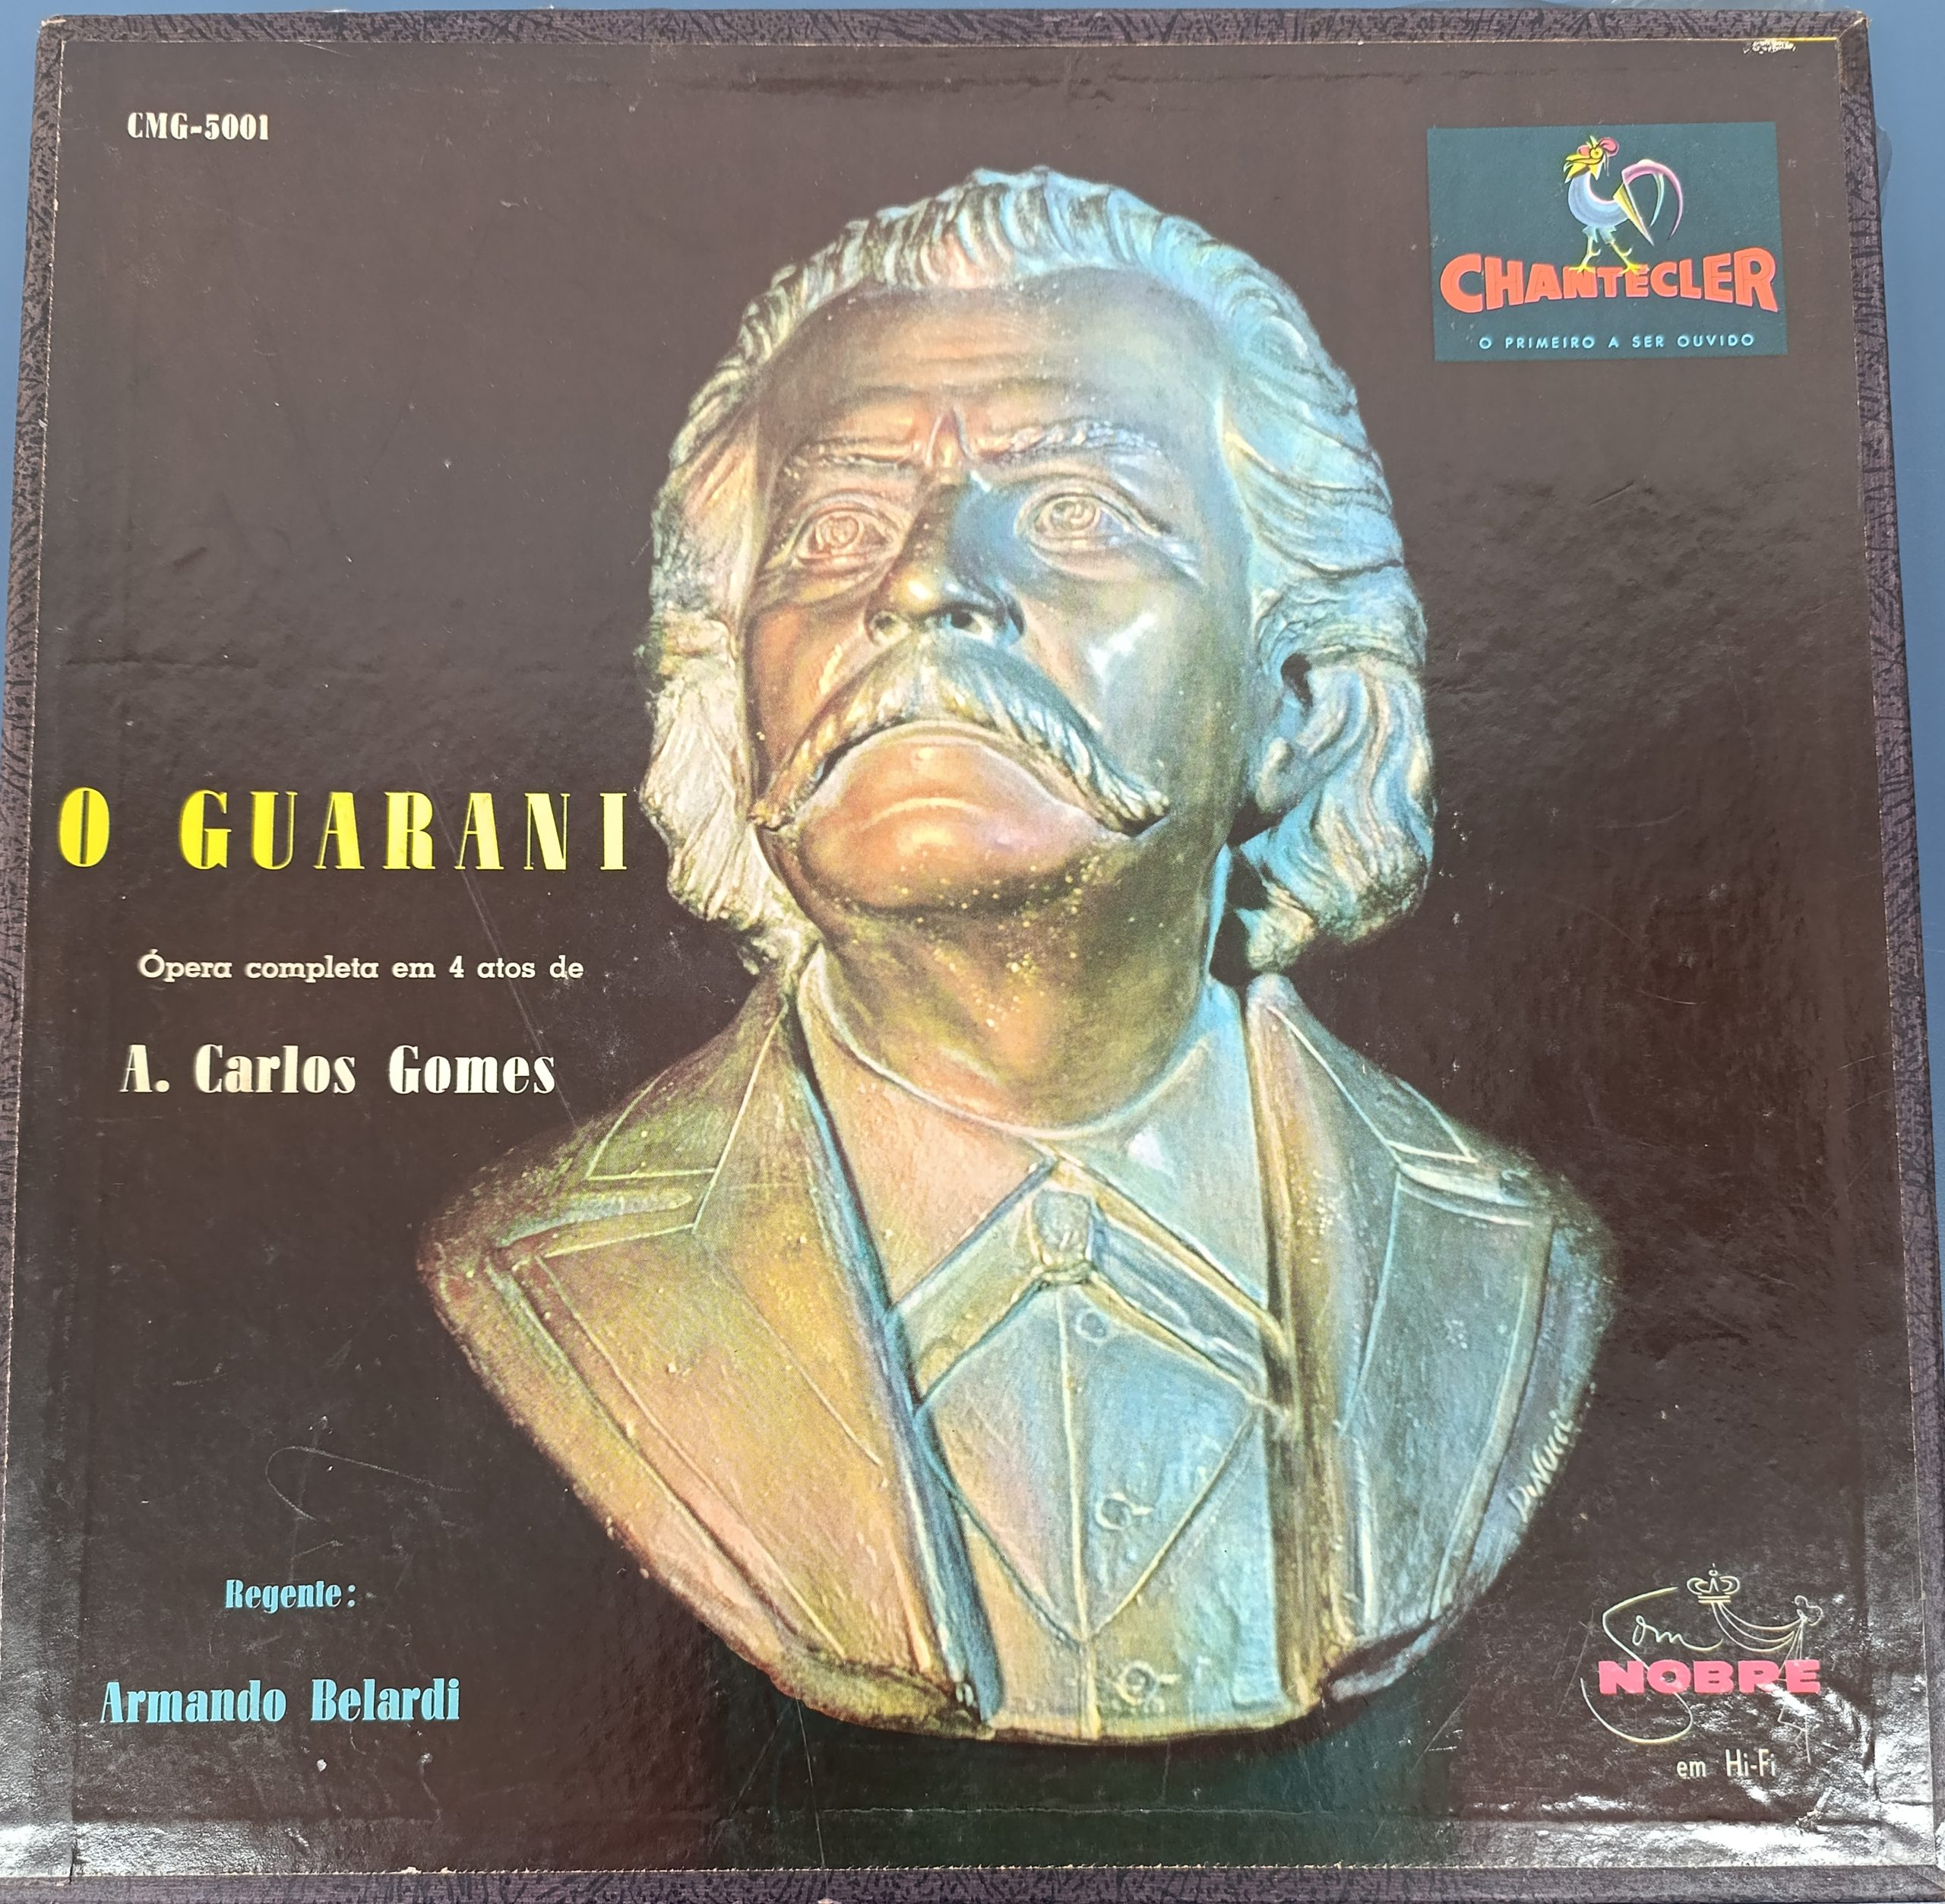 CMG-5001
CHANTECLER
O PRIMEIRO A SER OUVIDO
O GUARANI
Ópera completa em 4 atos de
A. Carlos Gomes
Regente:
Armando Belardi
Som
NOBRE
em Hi-Fi